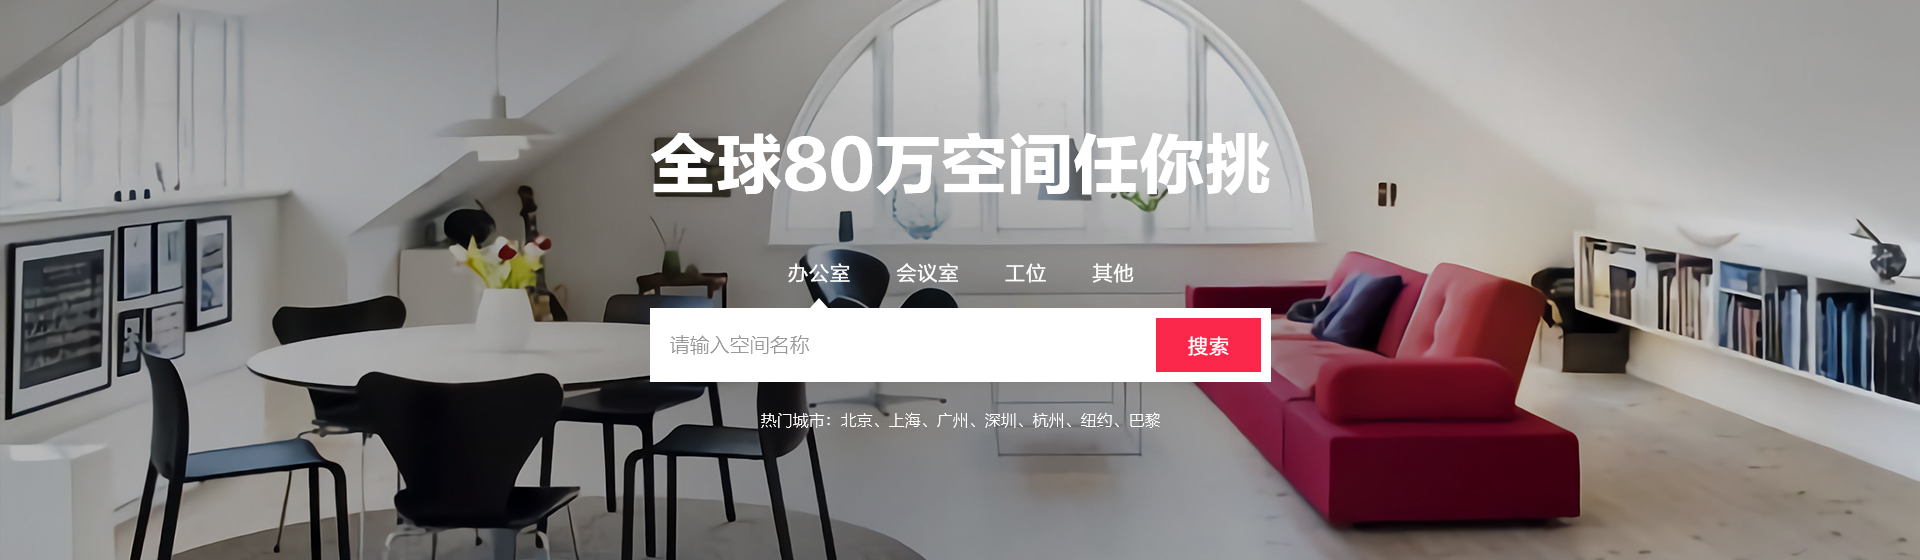 全球80万空间任你挑
办公室 会议室 工位 其他
请输入空间名称 搜索
热门城市：北京、上海、广州、深圳、杭州、纽约、巴黎